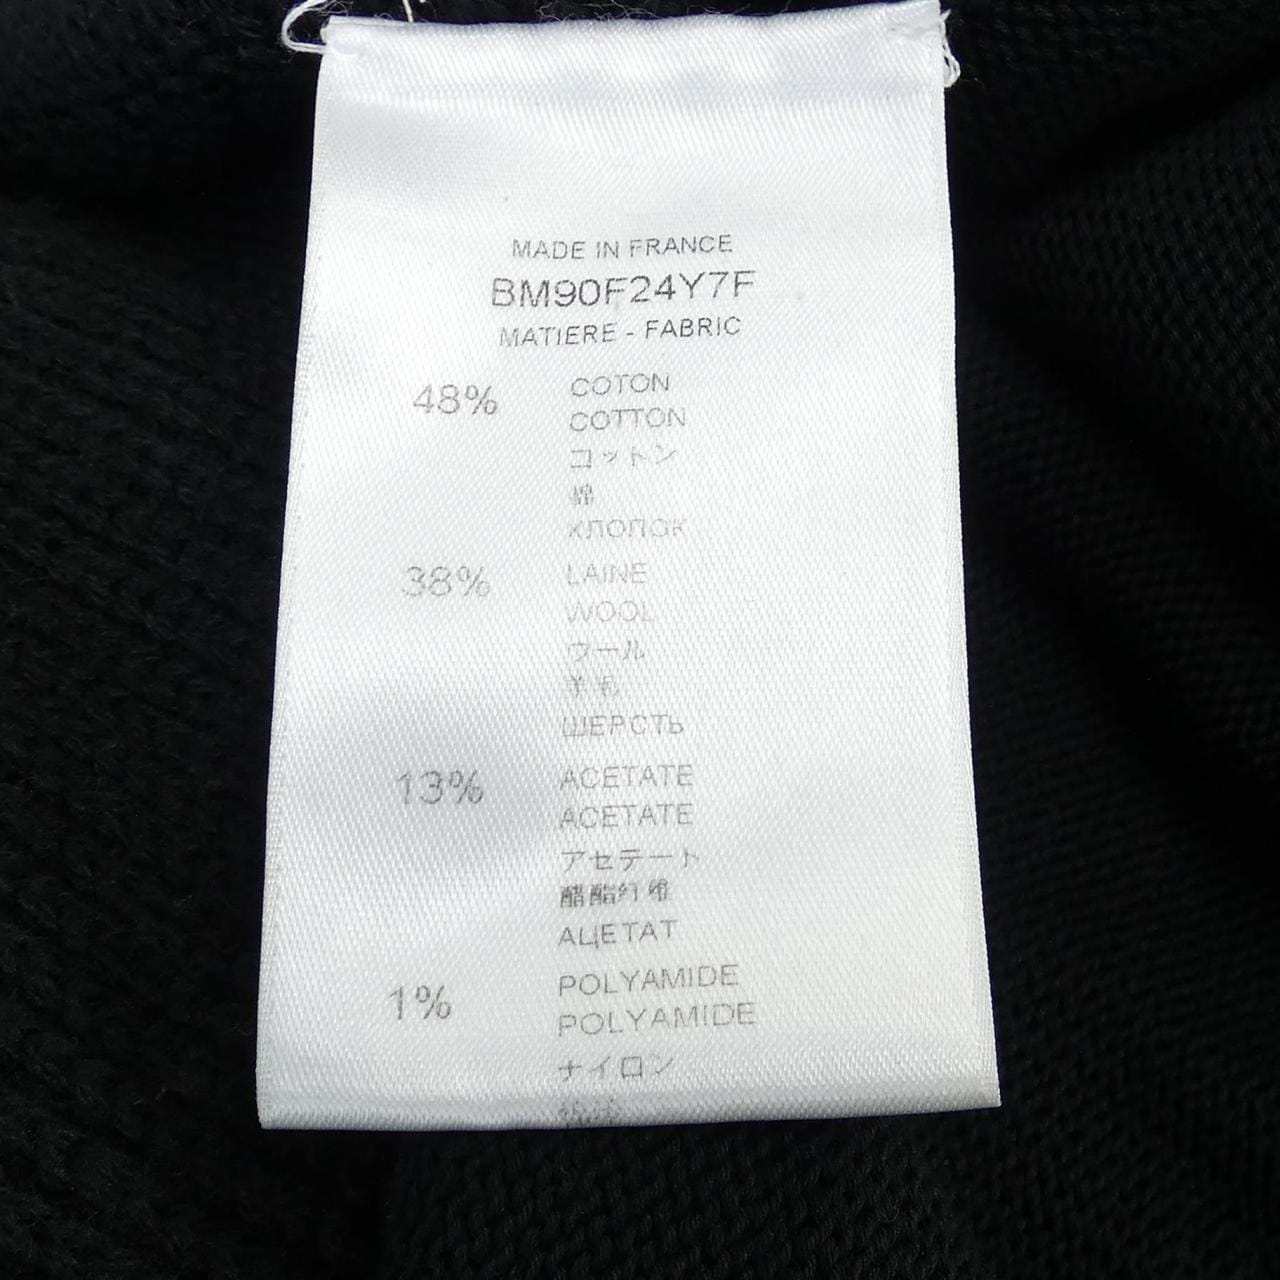 MADE IN FRANCE
BM90F24Y7F
MATIERE - FABRIC
48% COTON
COTTON
コットン
棉
ХЛОПОК
38% LAINE
WOOL
ウール
羊毛
ШЕРСТЬ
13% ACETATE
ACETATE
アセテート
醋酯纤维
АЦЕТАТ
1% POLYAMIDE
POLYAMIDE
ナイロン